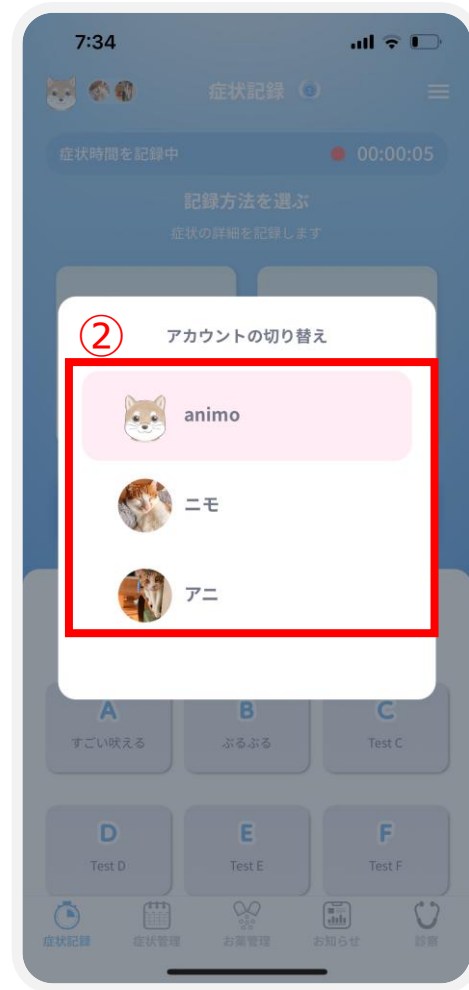 7:34
症状記録
症状時間を記録中
00:00:05
記録方法を選ぶ
症状の詳細を記録します
②
アカウントの切り替え
animo
ニモ
アニ
A
すごい吠える
B
ぶるぶる
C
Test C
D
Test D
E
Test E
F
Test F
症状記録
症状管理
お薬管理
お知らせ
診察